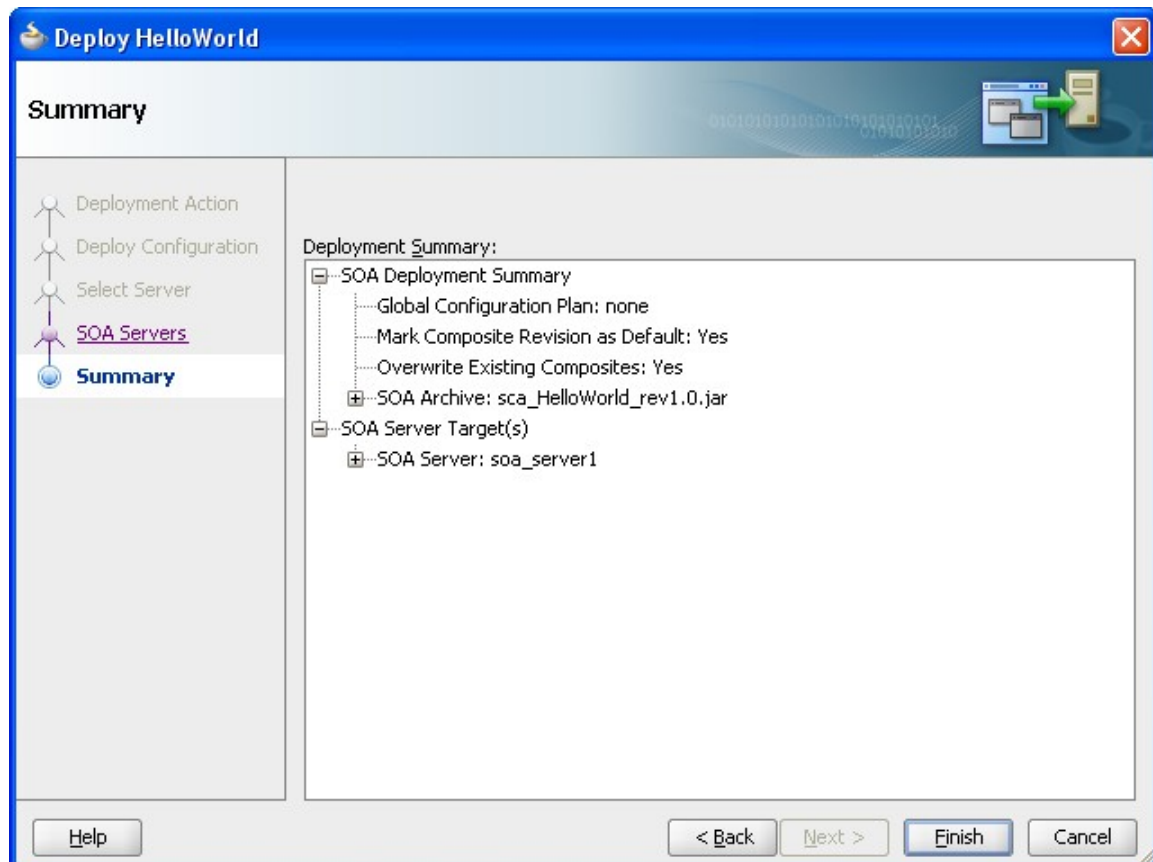 Deploy HelloWorld
Summary
Deployment Action
Deploy Configuration
Select Server
SOA Servers
Summary
Deployment Summary:
SOA Deployment Summary
Global Configuration Plan: none
Mark Composite Revision as Default: Yes
Overwrite Existing Composites: Yes
SOA Archive: sca_HelloWorld_rev1.0.jar
SOA Server Target(s)
SOA Server: soa_server1
Help
< Back
Next >
Finish
Cancel